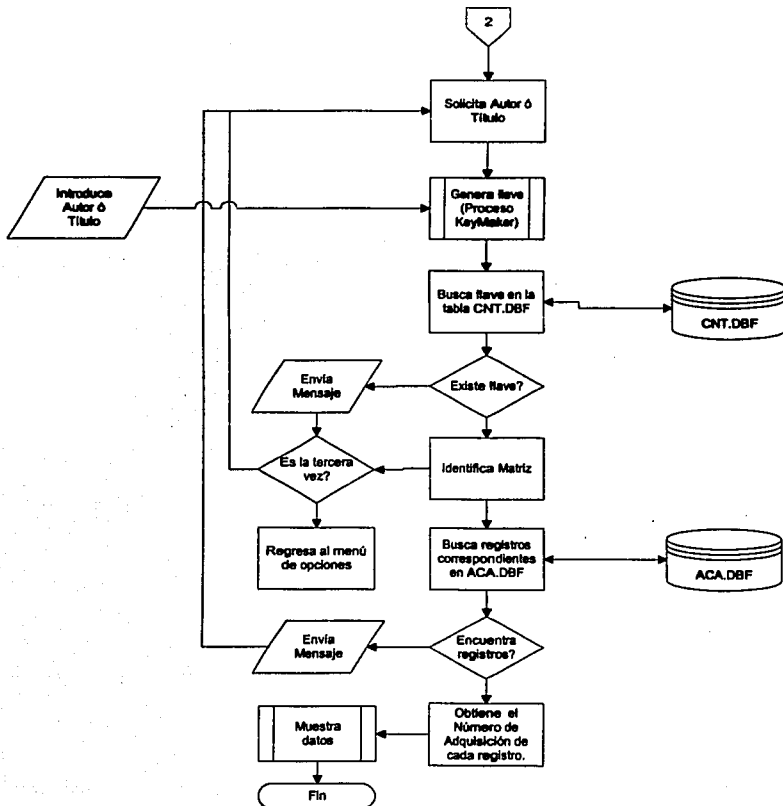 2
Solicita Autor ó
Título
Introduce
Autor ó
Título
Genera llave
(Proceso
KeyMaker)
Busca llave en la
tabla CNT.DBF
CNT.DBF
Envía
Mensaje
Existe llave?
Es la tercera
vez?
Identifica Matriz
Regresa al menú
de opciones
Busca registros
correspondientes
en ACA.DBF
ACA.DBF
Envía
Mensaje
Encuentra
registros?
Muestra
datos
Obtiene el
Número de
Adquisición de
cada registro.
Fin